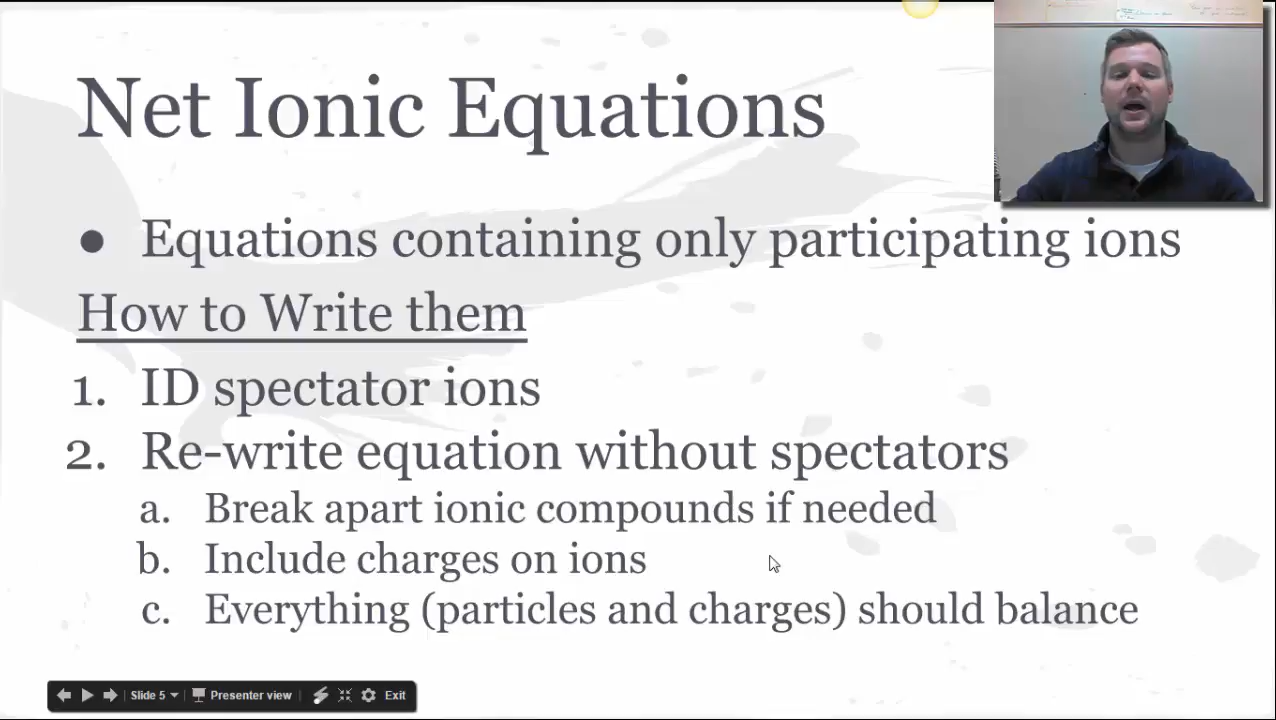 Net Ionic Equations
● Equations containing only participating ions
How to Write them
1. ID spectator ions
2. Re-write equation without spectators
a. Break apart ionic compounds if needed
b. Include charges on ions
c. Everything (particles and charges) should balance
Slide 5
Presenter view
Exit